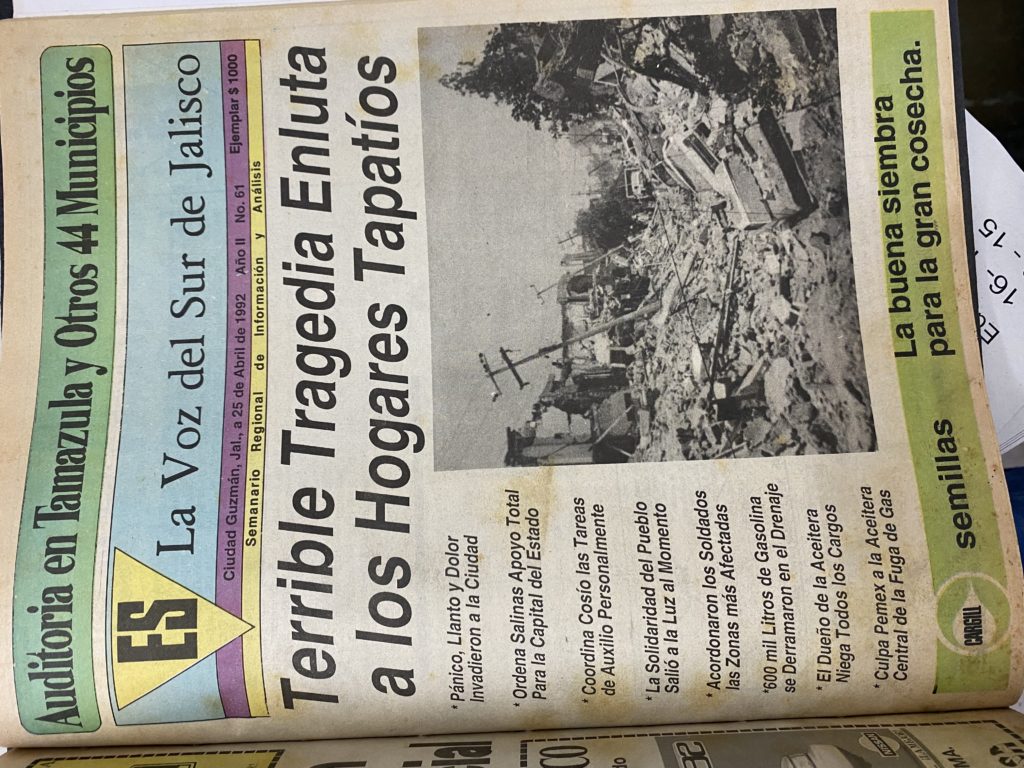 Auditoria en Tamazula y Otros 44 Municipios
ES
La Voz del Sur de Jalisco
Ciudad Guzmán, Jal., a 25 de Abril de 1992 Año II No. 61 Ejemplar $ 1000
Semanario Regional de Información y Análisis
Terrible Tragedia Enluta
a los Hogares Tapatíos
* Pánico, Llanto y Dolor
Invadieron a la Ciudad
* Ordena Salinas Apoyo Total
Para la Capital del Estado
* Coordina Cosío las Tareas
de Auxilio Personalmente
* La Solidaridad del Pueblo
Salió a la Luz al Momento
* Acordonaron los Soldados
las Zonas más Afectadas
*600 mil Litros de Gasolina
se Derramaron en el Drenaje
* El Dueño de la Aceitera
Niega Todos los Cargos
* Culpa Pemex a la Aceitera
Central de la Fuga de Gas
CARGILL
semillas
La buena siembra
para la gran cosecha.